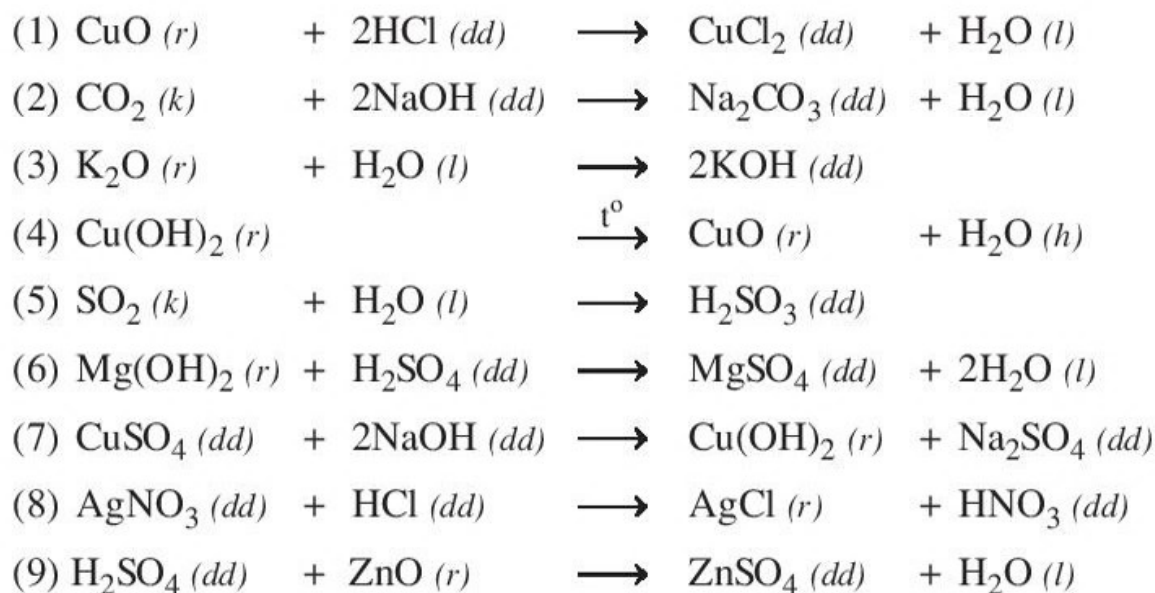 (1) CuO (r) + 2HCl (dd) ⟶ CuCl₂ (dd) + H₂O (l)
(2) CO₂ (k) + 2NaOH (dd) ⟶ Na₂CO₃ (dd) + H₂O (l)
(3) K₂O (r) + H₂O (l) ⟶ 2KOH (dd)
(4) Cu(OH)₂ (r) ⟶ tº CuO (r) + H₂O (h)
(5) SO₂ (k) + H₂O (l) ⟶ H₂SO₃ (dd)
(6) Mg(OH)₂ (r) + H₂SO₄ (dd) ⟶ MgSO₄ (dd) + 2H₂O (l)
(7) CuSO₄ (dd) + 2NaOH (dd) ⟶ Cu(OH)₂ (r) + Na₂SO₄ (dd)
(8) AgNO₃ (dd) + HCl (dd) ⟶ AgCl (r) + HNO₃ (dd)
(9) H₂SO₄ (dd) + ZnO (r) ⟶ ZnSO₄ (dd) + H₂O (l)